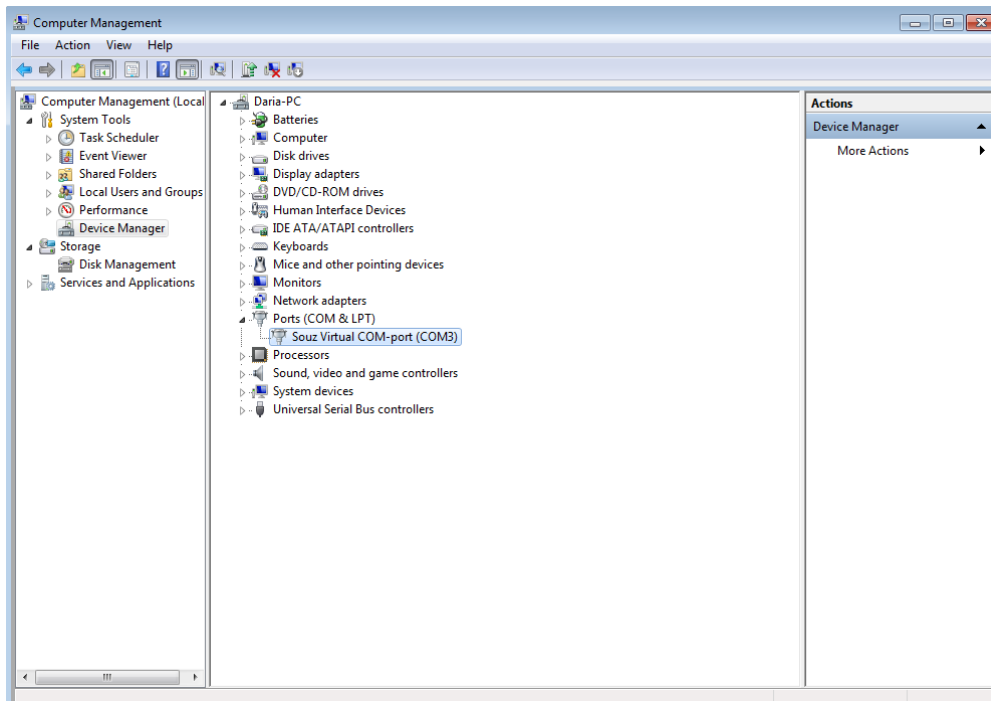 Computer Management
File Action View Help
Computer Management (Local
System Tools
Task Scheduler
Event Viewer
Shared Folders
Local Users and Groups
Performance
Device Manager
Storage
Disk Management
Services and Applications
Daria-PC
Batteries
Computer
Disk drives
Display adapters
DVD/CD-ROM drives
Human Interface Devices
IDE ATA/ATAPI controllers
Keyboards
Mice and other pointing devices
Monitors
Network adapters
Ports (COM & LPT)
Souz Virtual COM-port (COM3)
Processors
Sound, video and game controllers
System devices
Universal Serial Bus controllers
Actions
Device Manager
More Actions